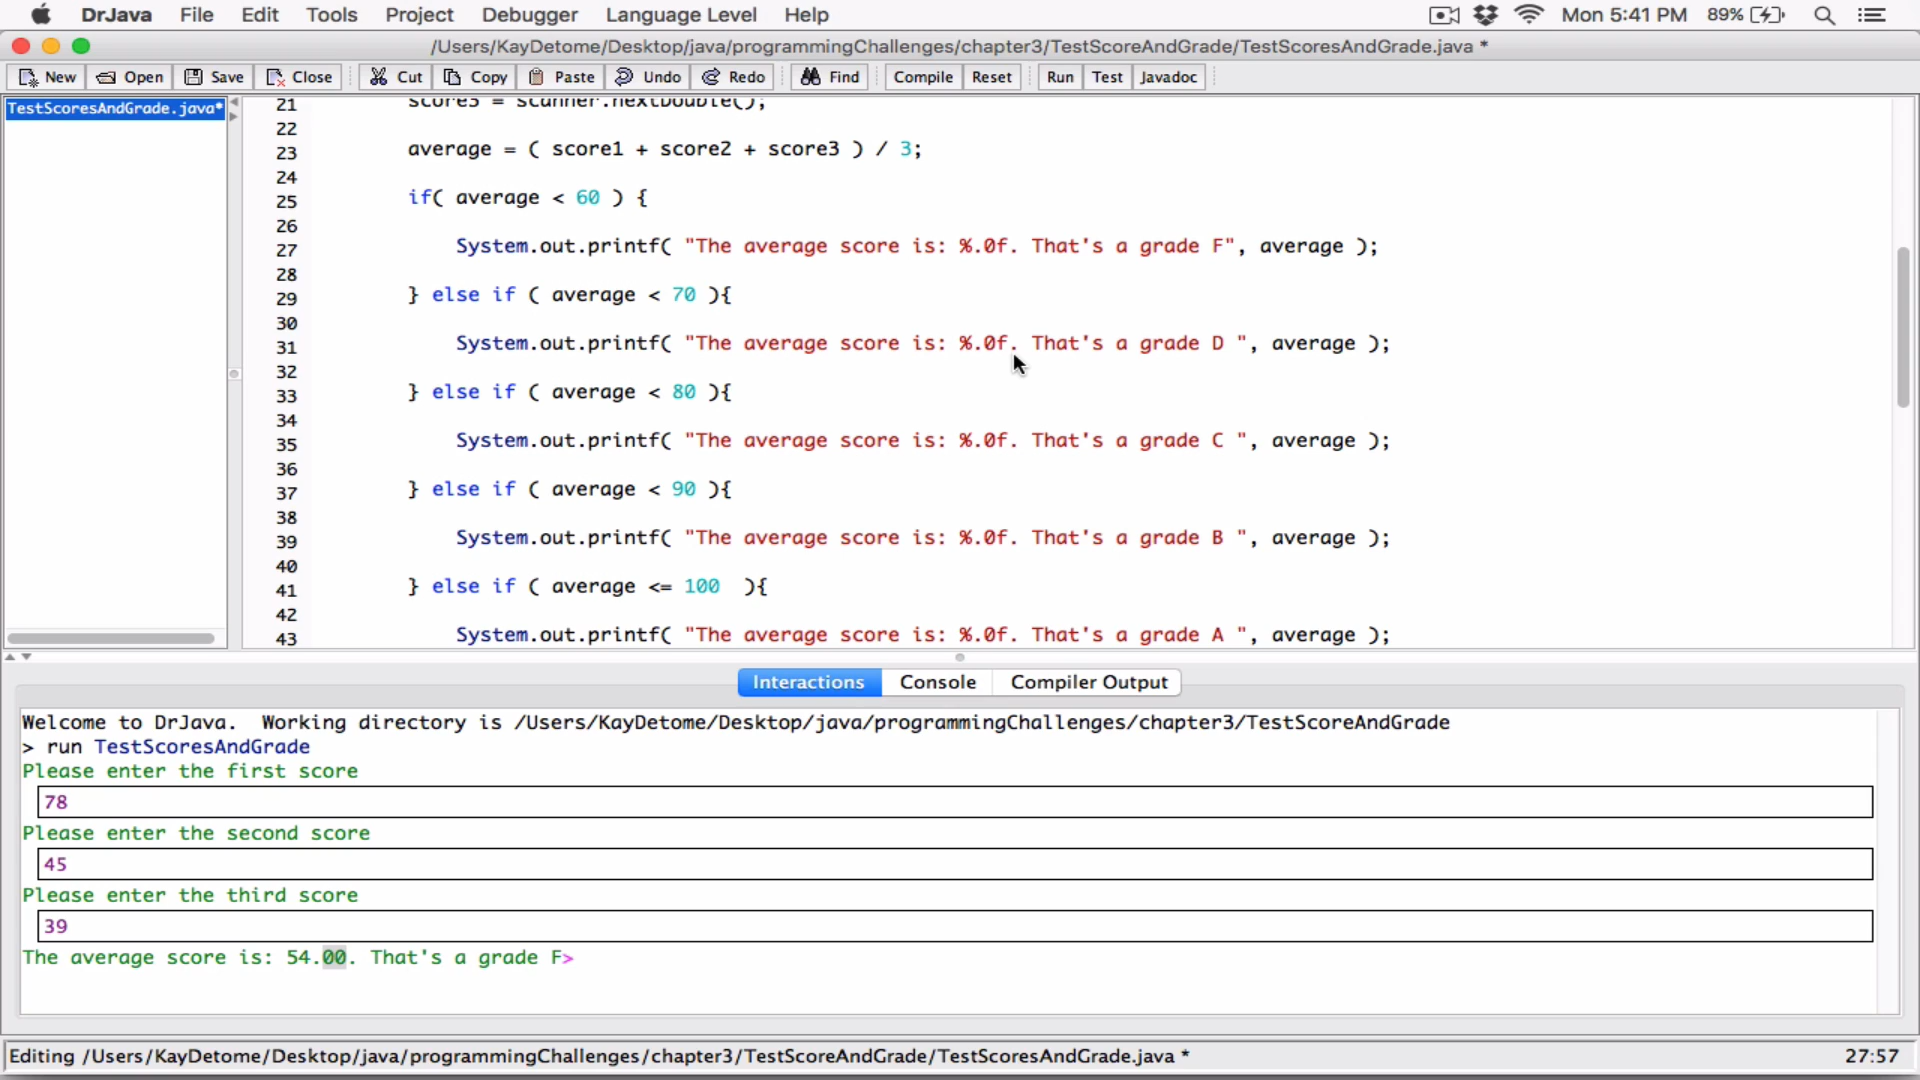 DrJava File Edit Tools Project Debugger Language Level Help Mon 5:41 PM 89%
/Users/KayDetome/Desktop/java/programmingChallenges/chapter3/TestScoreAndGrade/TestScoresAndGrade.java *
New Open Save Close Cut Copy Paste Undo Redo Find Compile Reset Run Test Javadoc
TestScoresAndGrade.java*
21 score3 = scanner.nextDouble();
22
23 average = ( score1 + score2 + score3 ) / 3;
24
25 if( average < 60 ) {
26
27 System.out.printf( "The average score is: %.0f. That's a grade F", average );
28
29 } else if ( average < 70 ){
30
31 System.out.printf( "The average score is: %.0f. That's a grade D ", average );
32
33 } else if ( average < 80 ){
34
35 System.out.printf( "The average score is: %.0f. That's a grade C ", average );
36
37 } else if ( average < 90 ){
38
39 System.out.printf( "The average score is: %.0f. That's a grade B ", average );
40
41 } else if ( average <= 100  ){
42
43 System.out.printf( "The average score is: %.0f. That's a grade A ", average );
Interactions Console Compiler Output
Welcome to DrJava.  Working directory is /Users/KayDetome/Desktop/java/programmingChallenges/chapter3/TestScoreAndGrade
> run TestScoresAndGrade
Please enter the first score
78
Please enter the second score
45
Please enter the third score
39
The average score is: 54.00. That's a grade F>
Editing /Users/KayDetome/Desktop/java/programmingChallenges/chapter3/TestScoreAndGrade/TestScoresAndGrade.java * 27:57